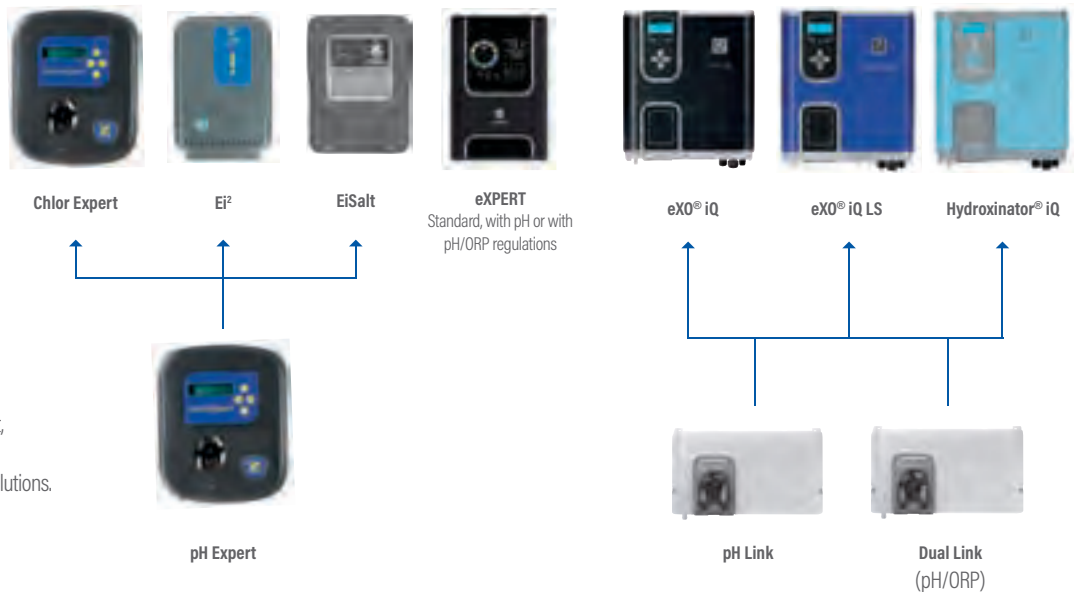 Chlor Expert
Ei²
EiSalt
eXPERT
Standard, with pH or with
pH/ORP regulations
eXO® iQ
eXO® iQ LS
Hydroxinator® iQ
lutions.
pH Expert
pH Link
Dual Link
(pH/ORP)